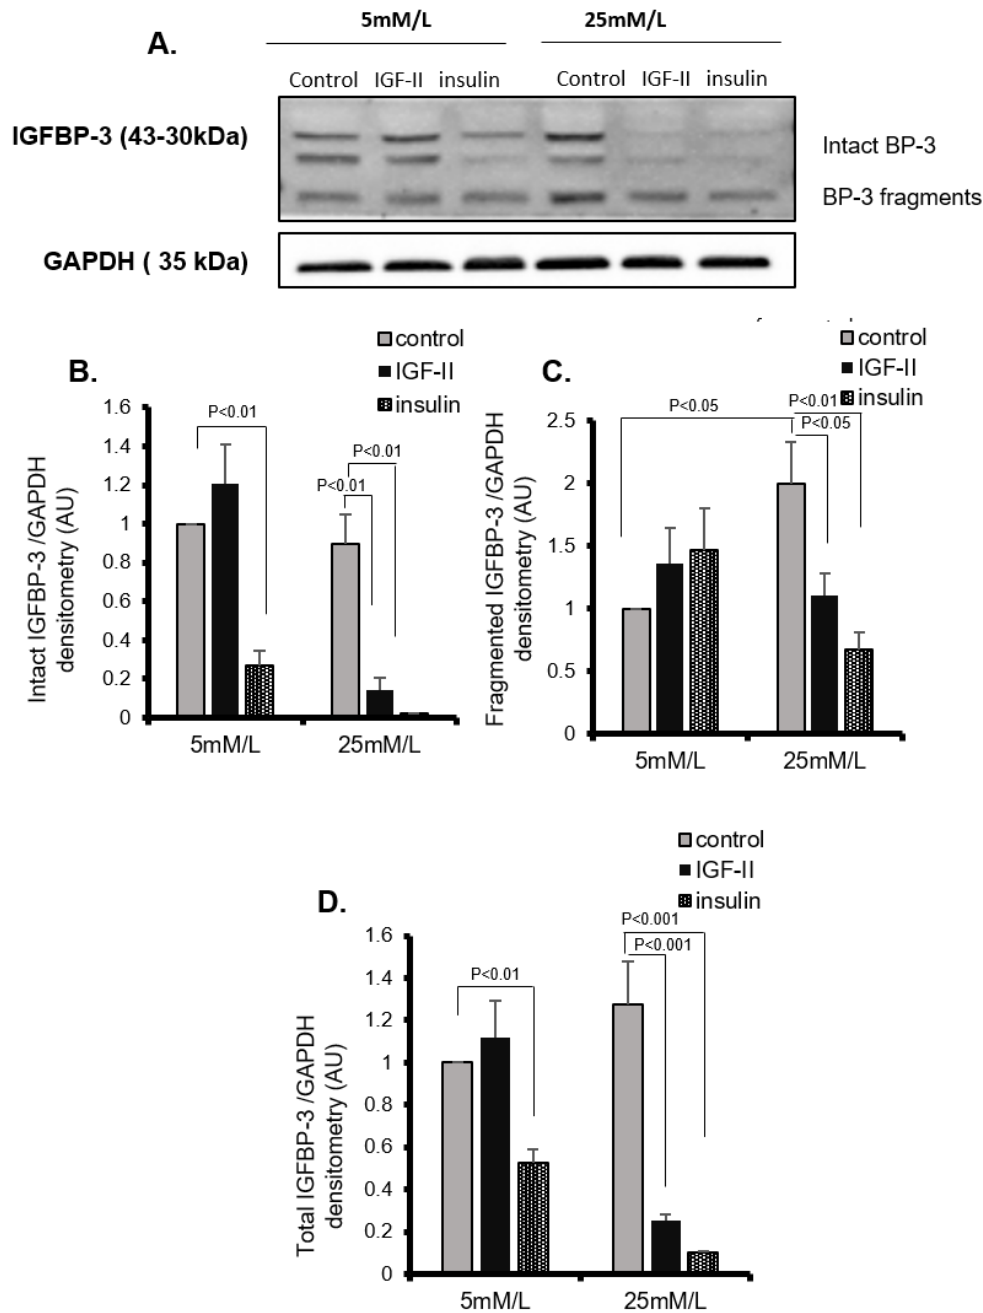 5mM/L 25mM/L
A.
Control IGF-II insulin Control IGF-II insulin
IGFBP-3 (43-30kDa)
Intact BP-3
BP-3 fragments
GAPDH ( 35 kDa)
B.
control
IGF-II
insulin
P<0.01
P<0.01
P<0.01
1.6
1.4
1.2
1
0.8
0.6
0.4
0.2
0
Intact IGFBP-3 /GAPDH
densitometry (AU)
5mM/L 25mM/L
C.
control
IGF-II
insulin
P<0.05
P<0.01
P<0.05
2.5
2
1.5
1
0.5
0
Fragmented IGFBP-3 /GAPDH
densitometry (AU)
5mM/L 25mM/L
D.
control
IGF-II
insulin
P<0.001
P<0.001
P<0.01
1.6
1.4
1.2
1
0.8
0.6
0.4
0.2
0
Total IGFBP-3 /GAPDH
densitometry (AU)
5mM/L 25mM/L